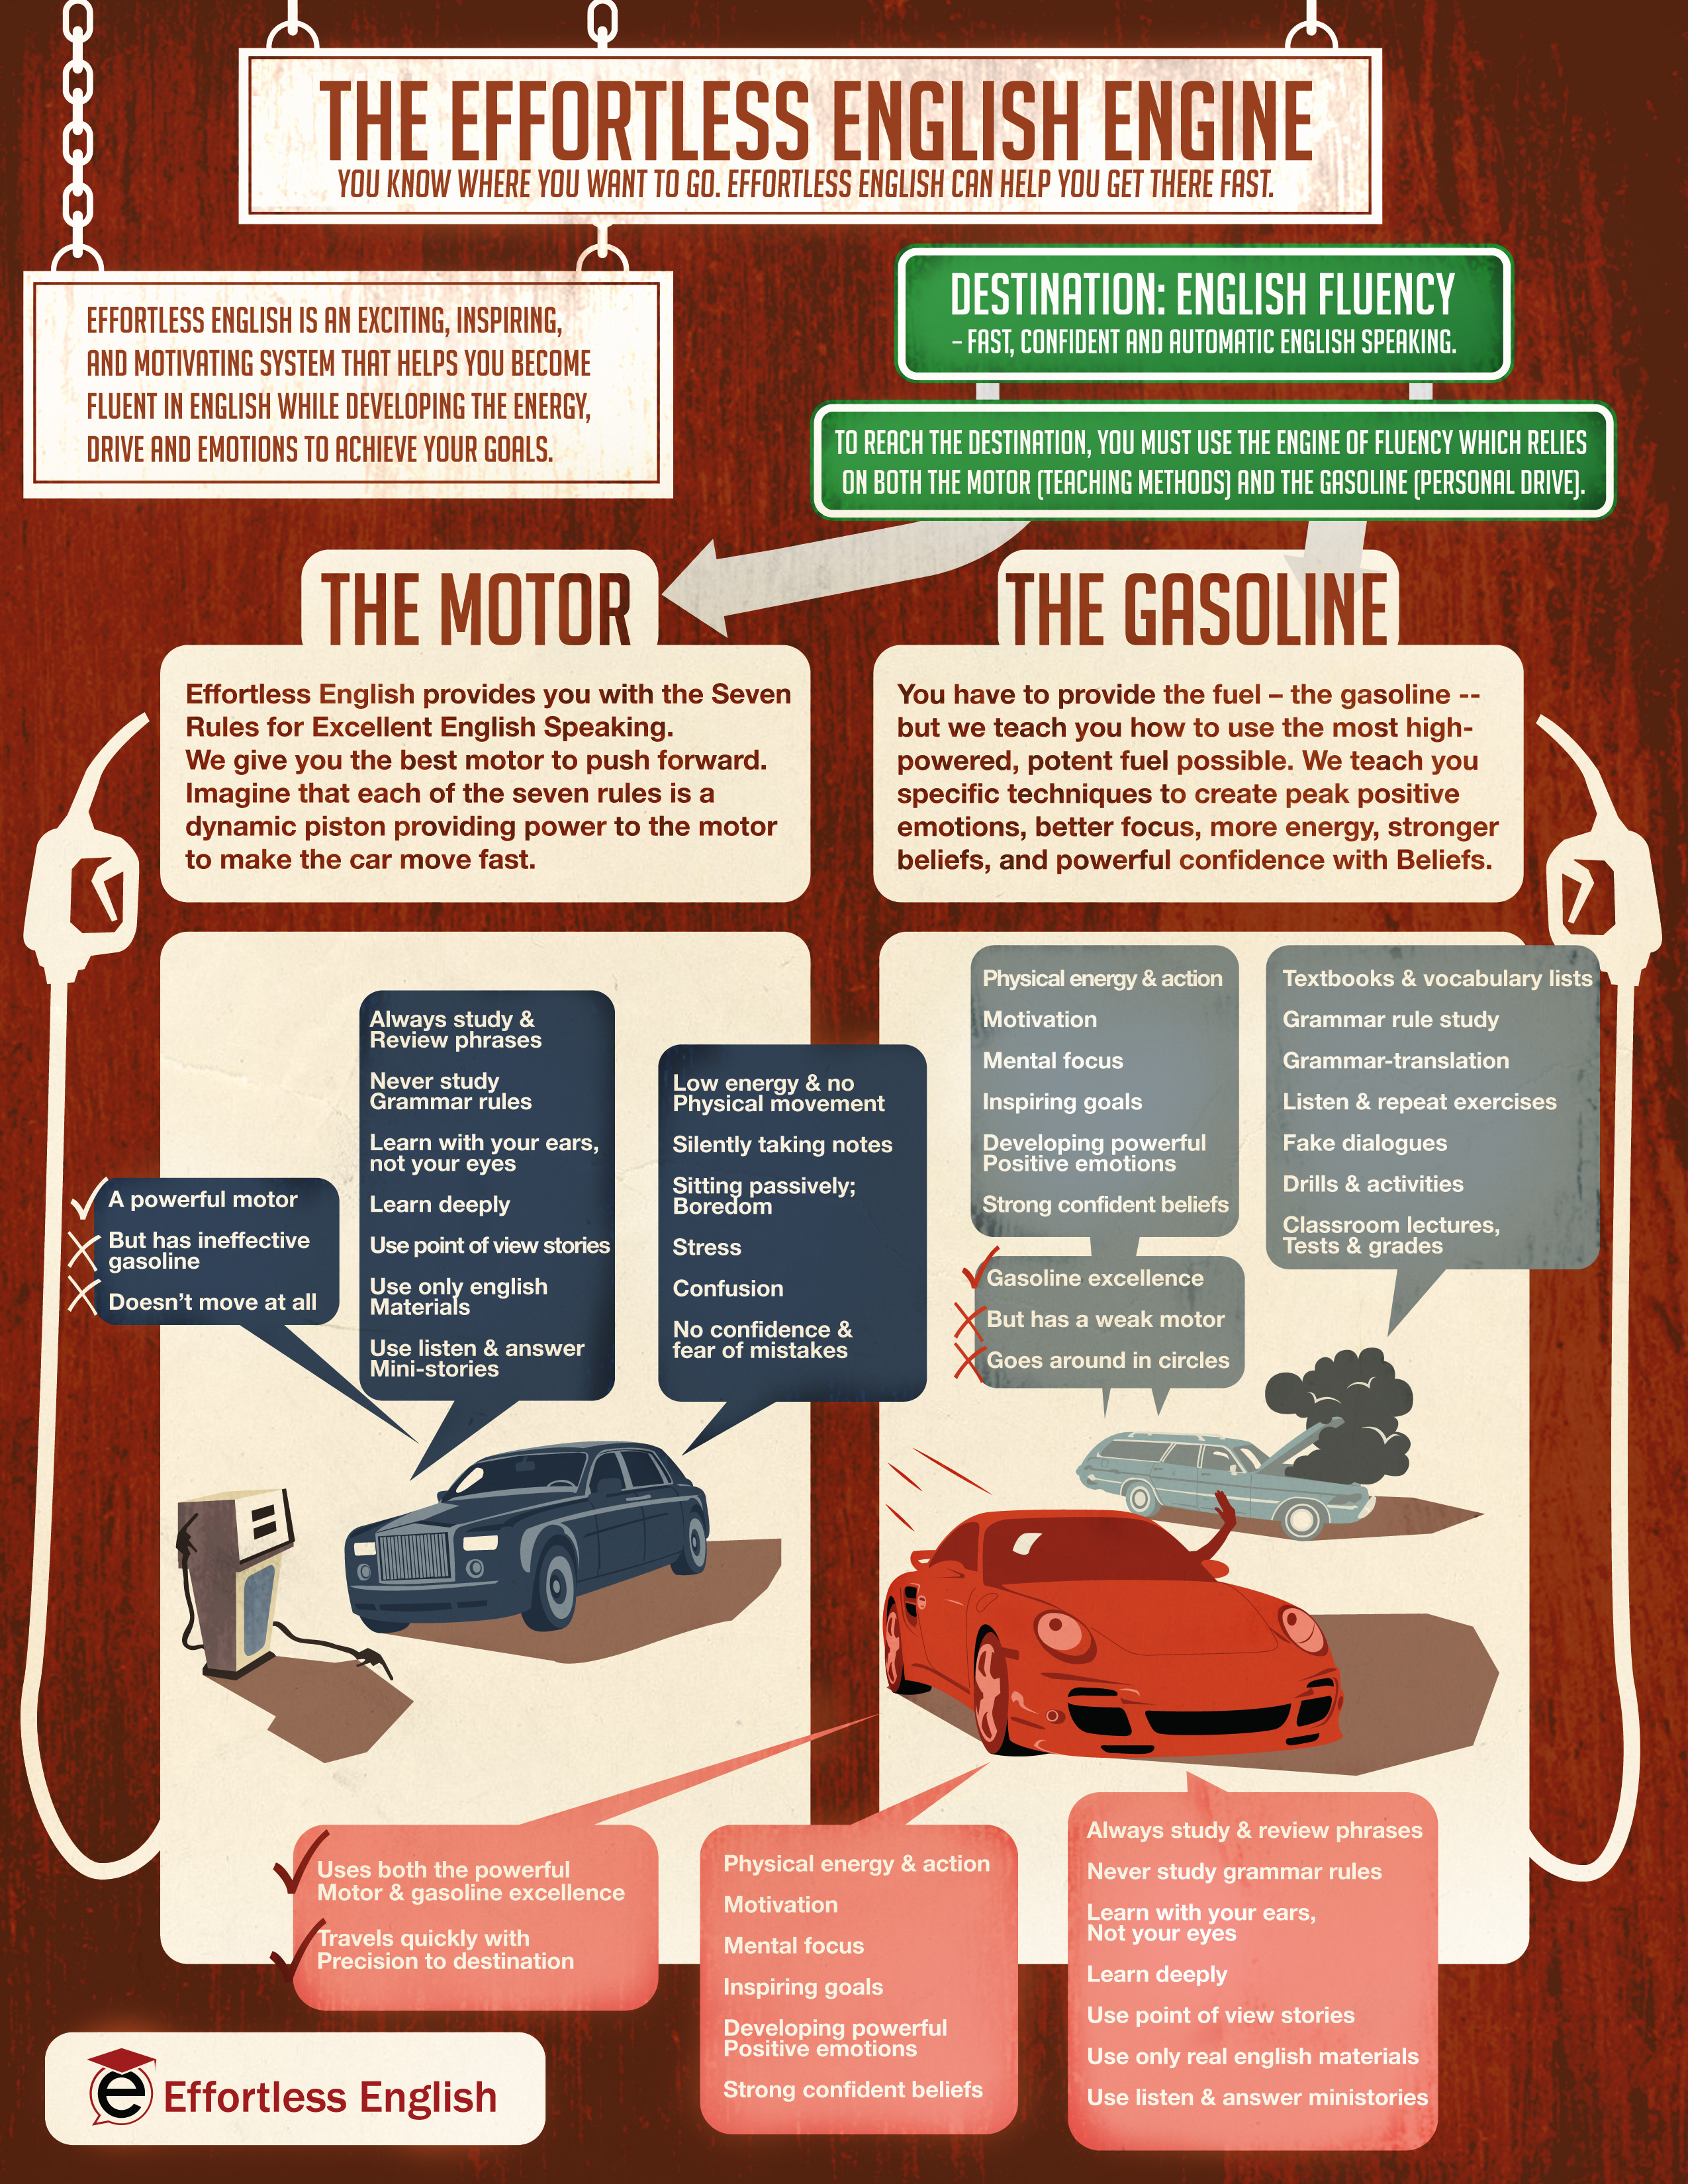 THE EFFORTLESS ENGLISH ENGINE
YOU KNOW WHERE YOU WANT TO GO. EFFORTLESS ENGLISH CAN HELP YOU GET THERE FAST.
EFFORTLESS ENGLISH IS AN EXCITING, INSPIRING,
AND MOTIVATING SYSTEM THAT HELPS YOU BECOME
FLUENT IN ENGLISH WHILE DEVELOPING THE ENERGY,
DRIVE AND EMOTIONS TO ACHIEVE YOUR GOALS.
DESTINATION: ENGLISH FLUENCY
– FAST, CONFIDENT AND AUTOMATIC ENGLISH SPEAKING.
TO REACH THE DESTINATION, YOU MUST USE THE ENGINE OF FLUENCY WHICH RELIES
ON BOTH THE MOTOR (TEACHING METHODS) AND THE GASOLINE (PERSONAL DRIVE).
THE MOTOR
Effortless English provides you with the Seven
Rules for Excellent English Speaking.
We give you the best motor to push forward.
Imagine that each of the seven rules is a
dynamic piston providing power to the motor
to make the car move fast.
THE GASOLINE
You have to provide the fuel – the gasoline --
but we teach you how to use the most high-
powered, potent fuel possible. We teach you
specific techniques to create peak positive
emotions, better focus, more energy, stronger
beliefs, and powerful confidence with Beliefs.
A powerful motor
But has ineffective
gasoline
Doesn't move at all
Always study &
Review phrases
Never study
Grammar rules
Learn with your ears,
not your eyes
Learn deeply
Use point of view stories
Use only english
Materials
Use listen & answer
Mini-stories
Low energy & no
Physical movement
Silently taking notes
Sitting passively;
Boredom
Stress
Confusion
No confidence &
fear of mistakes
Physical energy & action
Motivation
Mental focus
Inspiring goals
Developing powerful
Positive emotions
Strong confident beliefs
Gasoline excellence
But has a weak motor
Goes around in circles
Textbooks & vocabulary lists
Grammar rule study
Grammar-translation
Listen & repeat exercises
Fake dialogues
Drills & activities
Classroom lectures,
Tests & grades
Uses both the powerful
Motor & gasoline excellence
Travels quickly with
Precision to destination
Physical energy & action
Motivation
Mental focus
Inspiring goals
Developing powerful
Positive emotions
Strong confident beliefs
Always study & review phrases
Never study grammar rules
Learn with your ears,
Not your eyes
Learn deeply
Use point of view stories
Use only real english materials
Use listen & answer ministories
e Effortless English